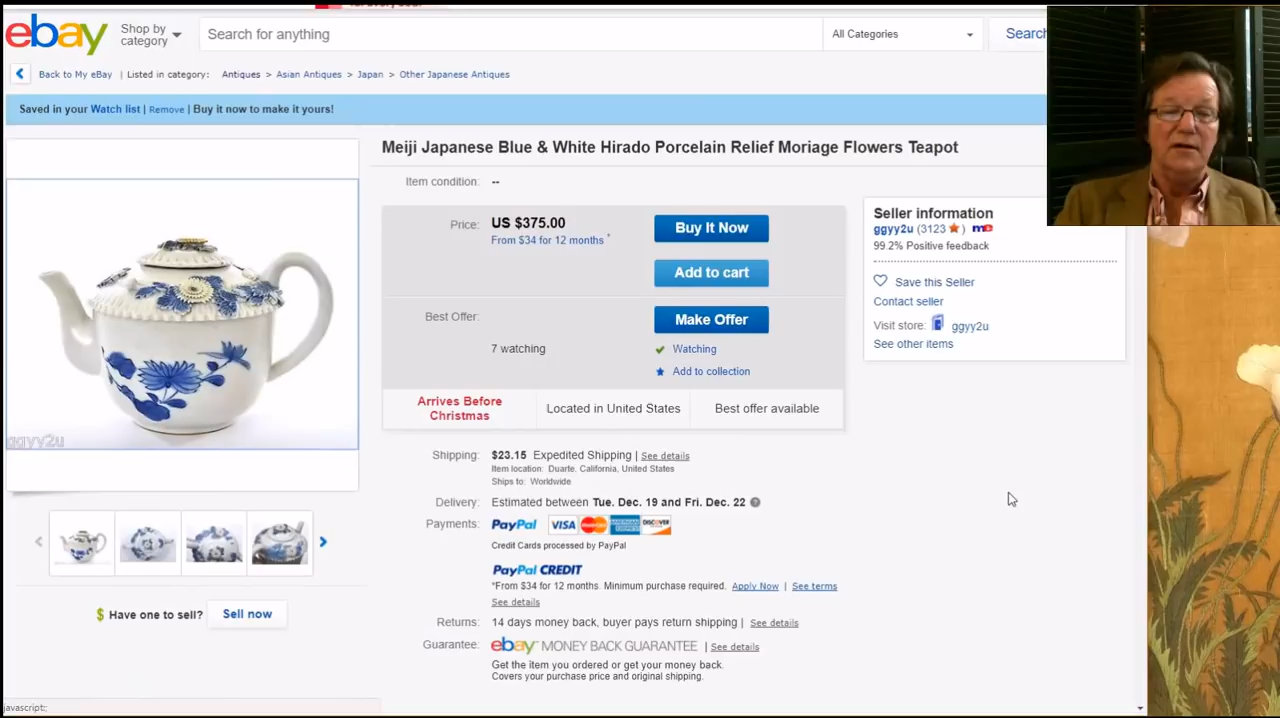 ebay
Shop by
category
Search for anything
All Categories
Search
Back to My eBay | Listed in category: Antiques > Asian Antiques > Japan > Other Japanese Antiques
Saved in your Watch list | Remove | Buy it now to make it yours!
Meiji Japanese Blue & White Hirado Porcelain Relief Moriage Flowers Teapot
Item condition: --
Price: US $375.00
From $34 for 12 months *
Buy It Now
Add to cart
Best Offer:
Make Offer
7 watching
Watching
Add to collection
Arrives Before
Christmas
Located in United States
Best offer available
Seller information
ggyy2u (3123 ) me
99.2% Positive feedback
Save this Seller
Contact seller
Visit store: ggyy2u
See other items
ggyy2u
$ Have one to sell? Sell now
Shipping: $23.15 Expedited Shipping | See details
Item location: Duarte, California, United States
Ships to: Worldwide
Delivery: Estimated between Tue. Dec. 19 and Fri. Dec. 22 ?
Payments: PayPal VISA MasterCard AMERICAN EXPRESS DISCOVER
Credit Cards processed by PayPal
PayPal CREDIT
*From $34 for 12 months. Minimum purchase required. Apply Now | See terms
See details
Returns: 14 days money back, buyer pays return shipping | See details
Guarantee: ebay MONEY BACK GUARANTEE | See details
Get the item you ordered or get your money back.
Covers your purchase price and original shipping.
javascript:;